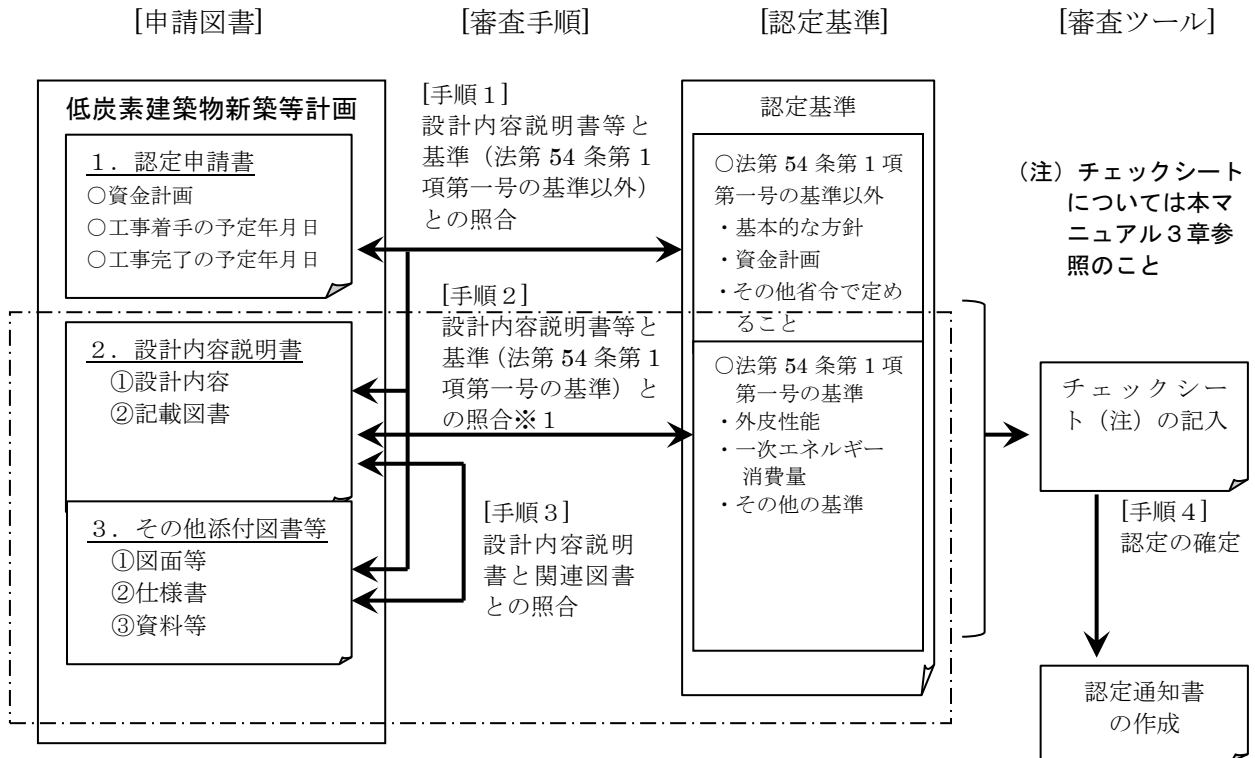 [申請図書]
[審査手順]
[認定基準]
[審査ツール]
低炭素建築物新築等計画
１．認定申請書
○資金計画
○工事着手の予定年月日
○工事完了の予定年月日
２．設計内容説明書
①設計内容
②記載図書
３．その他添付図書等
①図面等
②仕様書
③資料等
[手順１]
設計内容説明書等と
基準（法第 54 条第 1
項第一号の基準以外）
との照合
[手順２]
設計内容説明書等と
基準（法第 54 条第 1
項第一号の基準）と
の照合※１
[手順３]
設計内容説明
書と関連図書
との照合
認定基準
○法第 54 条第 1 項
第一号の基準以外
・基本的な方針
・資金計画
・その他省令で定め
ること
○法第 54 条第 1 項
第一号の基準
・外皮性能
・一次エネルギー
消費量
・その他の基準
（注）チェックシート
については本マ
ニュアル３章参
照のこと
チェックシー
ト（注）の記入
[手順４]
認定の確定
認定通知書
の作成